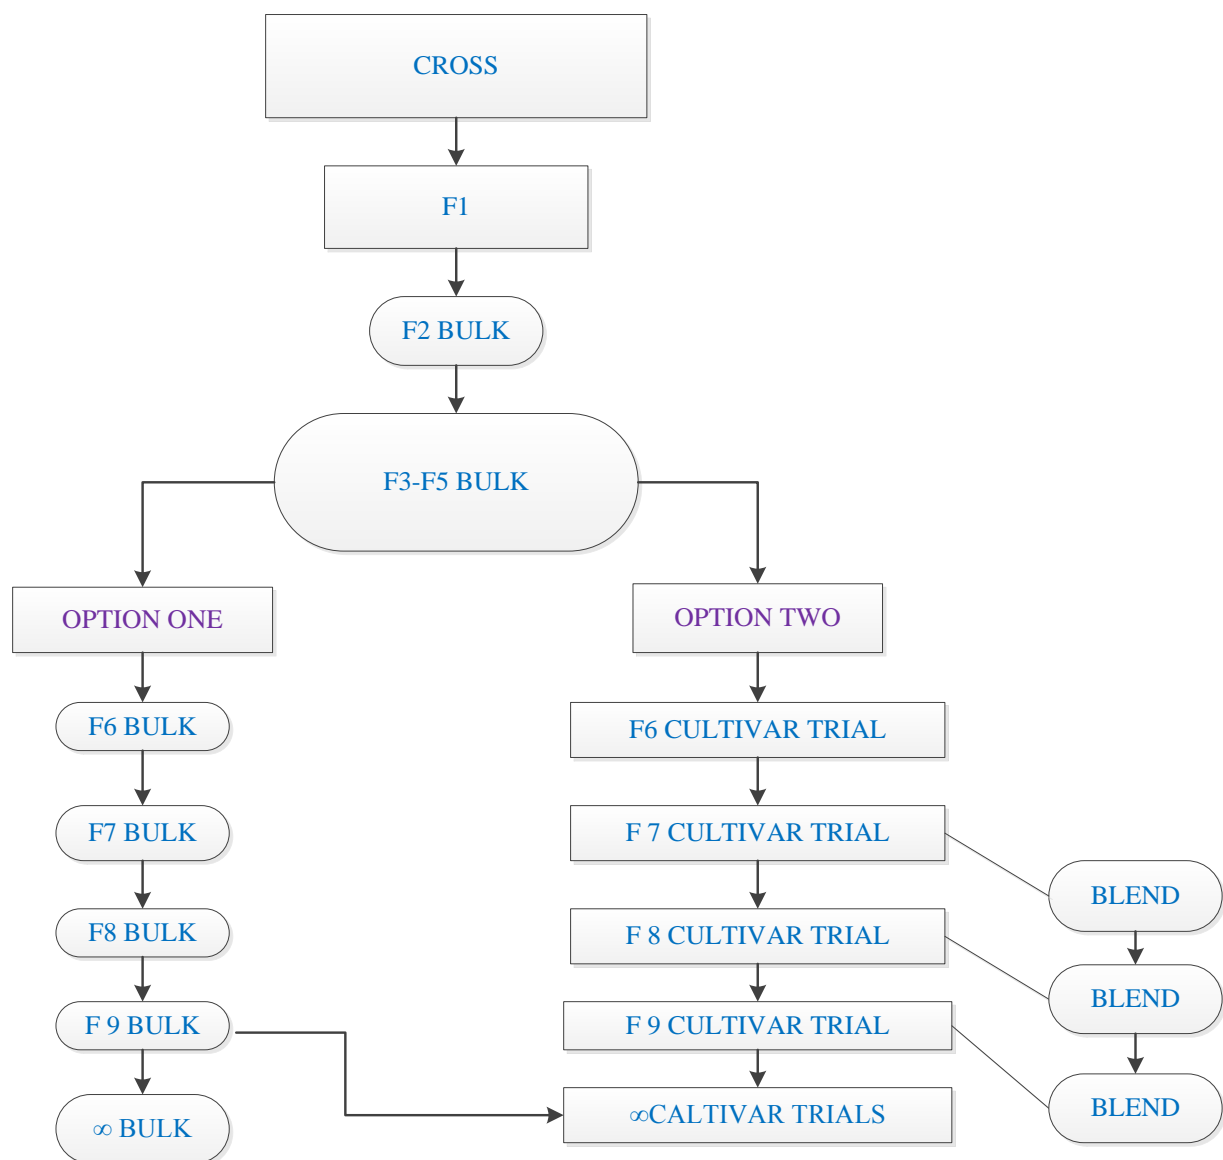 CROSS
F1
F2 BULK
F3-F5 BULK
OPTION ONE
OPTION TWO
F6 BULK
F6 CULTIVAR TRIAL
F7 BULK
F 7 CULTIVAR TRIAL
BLEND
F8 BULK
F 8 CULTIVAR TRIAL
BLEND
F 9 BULK
F 9 CULTIVAR TRIAL
BLEND
∞ BULK
∞CALTIVAR TRIALS